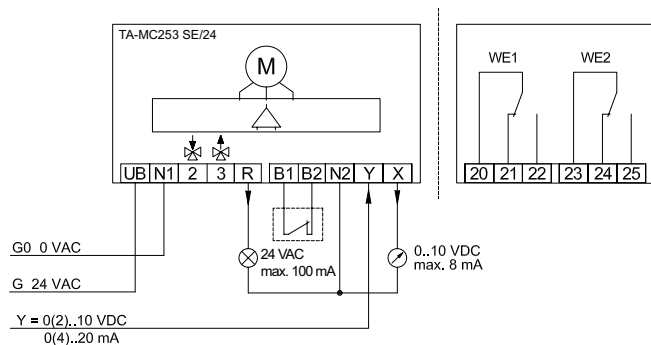 TA-MC253 SE/24
M
WE1 WE2
UB N1 2 3 R B1 B2 N2 Y X
20 21 22 23 24 25
G0 0 VAC
24 VAC
max. 100 mA
0..10 VDC
max. 8 mA
G 24 VAC
Y = 0(2)..10 VDC
0(4)..20 mA